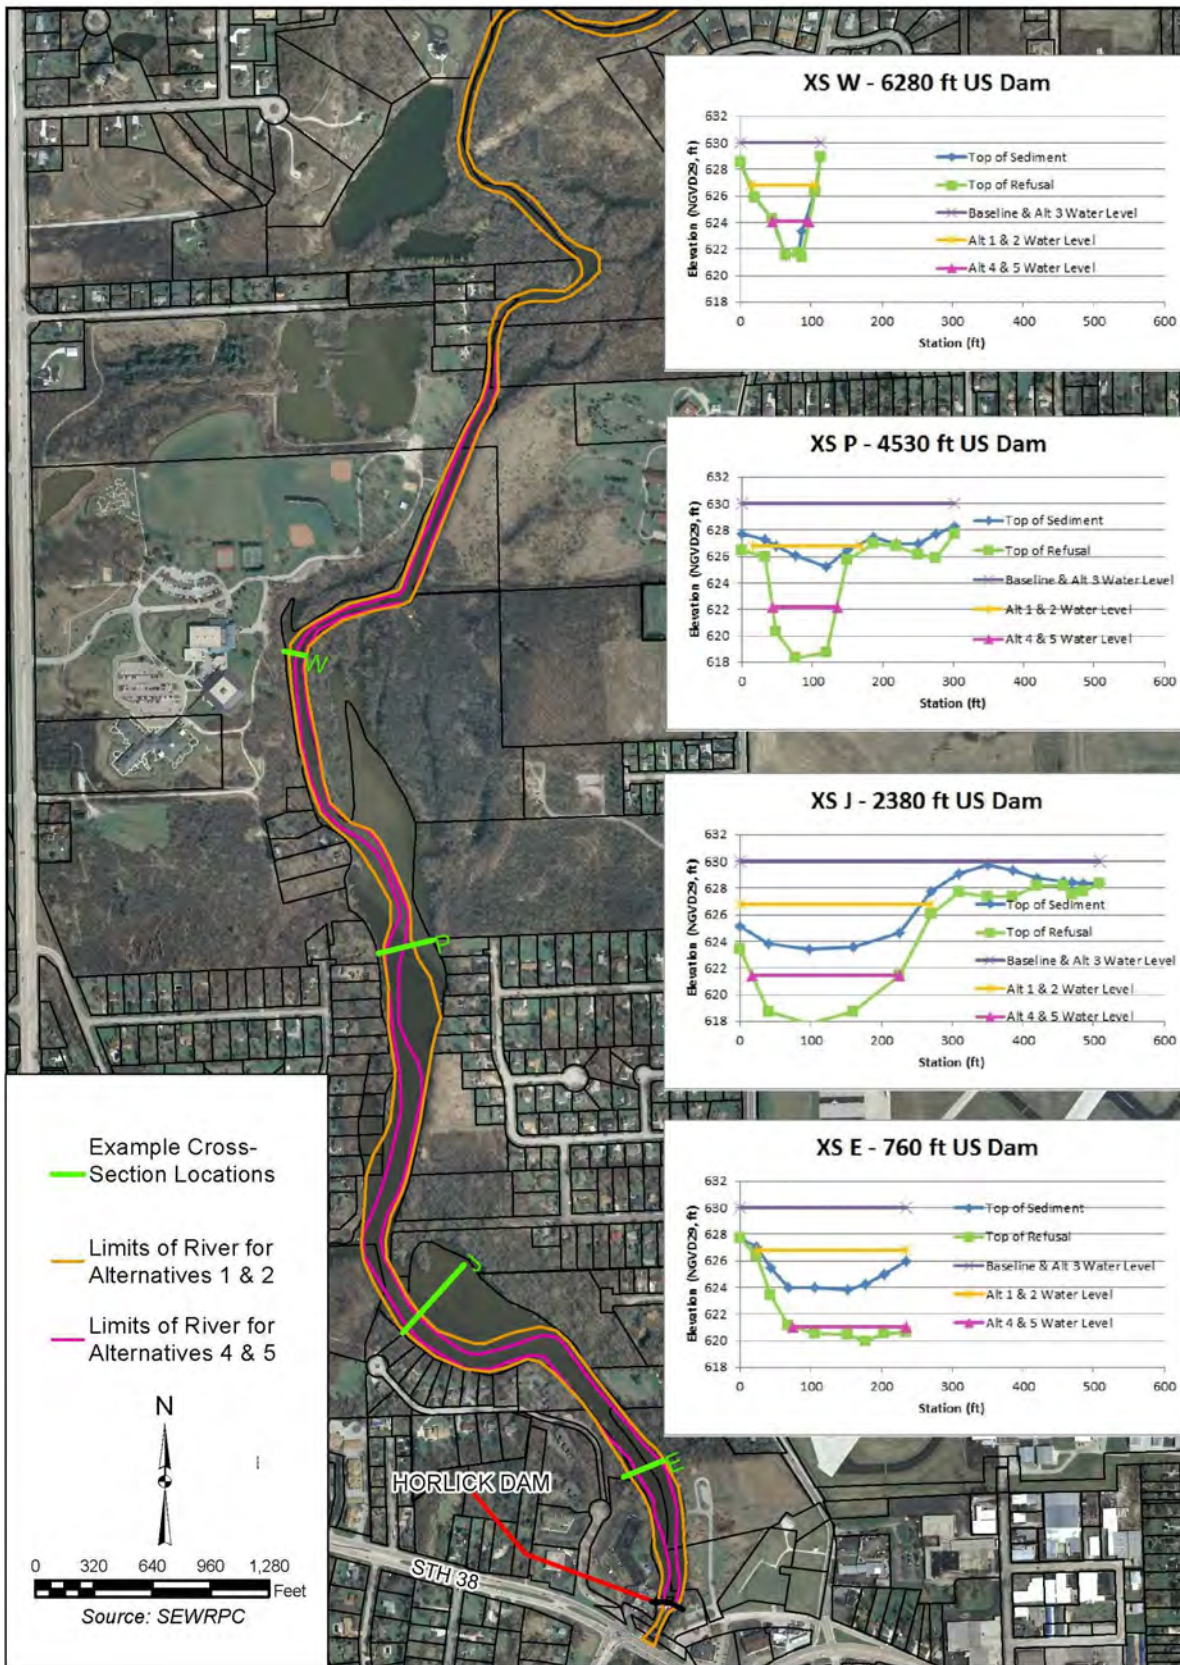 XS W - 6280 ft US Dam
Elevation (NGVD29, ft)
632
630
628
626
624
622
620
618
0 100 200 300 400 500 600
Station (ft)
Top of Sediment
Top of Refusal
Baseline & Alt 3 Water Level
Alt 1 & 2 Water Level
Alt 4 & 5 Water Level
XS P - 4530 ft US Dam
Elevation (NGVD29, ft)
632
630
628
626
624
622
620
618
0 100 200 300 400 500 600
Station (ft)
Top of Sediment
Top of Refusal
Baseline & Alt 3 Water Level
Alt 1 & 2 Water Level
Alt 4 & 5 Water Level
XS J - 2380 ft US Dam
Elevation (NGVD29, ft)
632
630
628
626
624
622
620
618
0 100 200 300 400 500 600
Station (ft)
Top of Sediment
Top of Refusal
Baseline & Alt 3 Water Level
Alt 1 & 2 Water Level
Alt 4 & 5 Water Level
XS E - 760 ft US Dam
Elevation (NGVD29, ft)
632
630
628
626
624
622
620
618
0 100 200 300 400 500 600
Station (ft)
Top of Sediment
Top of Refusal
Baseline & Alt 3 Water Level
Alt 1 & 2 Water Level
Alt 4 & 5 Water Level
W
P
J
E
HORLICK DAM
STH 38
Example Cross-
Section Locations
Limits of River for
Alternatives 1 & 2
Limits of River for
Alternatives 4 & 5
N
0 320 640 960 1,280
Feet
Source: SEWRPC